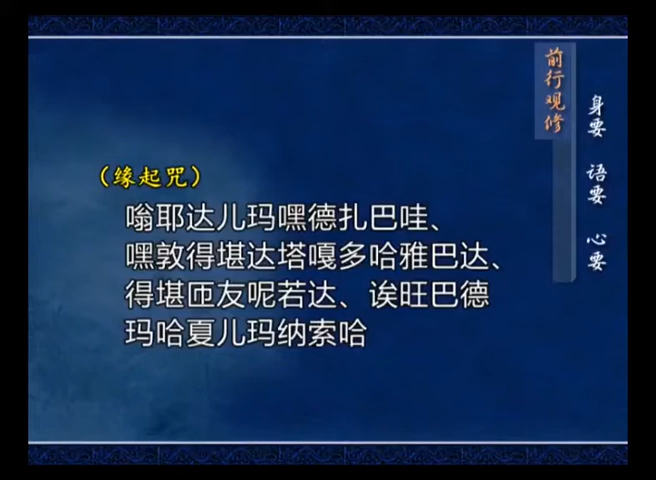 前行观修
身要 语要 心要
（缘起咒）
嗡耶达儿玛嘿德扎巴哇、
嘿敦得堪达塔嘎多哈雅巴达、
得堪匝友呢若达、诶旺巴德
玛哈夏儿玛纳索哈